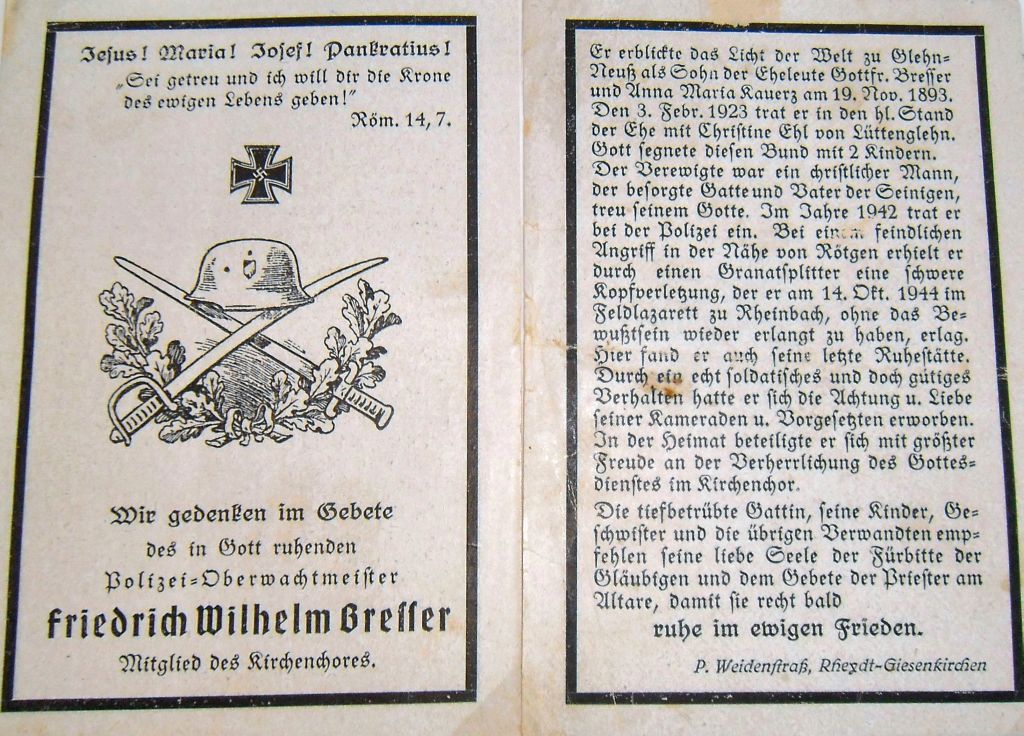 Jesus! Maria! Josef! Pankratius!
„Sei getreu und ich will dir die Krone
des ewigen Lebens geben!"
Röm. 14,7.
Wir gedenken im Gebete
des in Gott ruhenden
Polizei-Oberwachtmeister
Friedrich Wilhelm Bresser
Mitglied des Kirchenchores.
Er erblickte das Licht der Welt zu Glehn-
Neuß als Sohn der Eheleute Gottfr. Bresser
und Anna Maria Kauerz am 19. Nov. 1893.
Den 3. Febr. 1923 trat er in den hl. Stand
der Ehe mit Christine Ehl von Lüttenglehn.
Gott segnete diesen Bund mit 2 Kindern.
Der Verewigte war ein christlicher Mann,
der besorgte Gatte und Vater der Seinigen,
treu seinem Gotte. Im Jahre 1942 trat er
bei der Polizei ein. Bei einem feindlichen
Angriff in der Nähe von Rötgen erhielt er
durch einen Granatsplitter eine schwere
Kopfverletzung, der er am 14. Okt. 1944 im
Feldlazarett zu Rheinbach, ohne das Be-
wußtsein wieder erlangt zu haben, erlag.
Hier fand er auch seine letzte Ruhestätte.
Durch ein echt soldatisches und doch gütiges
Verhalten hatte er sich die Achtung u. Liebe
seiner Kameraden u. Vorgesetzten erworben.
In der Heimat beteiligte er sich mit größter
Freude an der Verherrlichung des Gottes-
dienstes im Kirchenchor.
Die tiefbetrübte Gattin, seine Kinder, Ge-
schwister und die übrigen Verwandten emp-
fehlen seine liebe Seele der Fürbitte der
Gläubigen und dem Gebete der Priester am
Altare, damit sie recht bald
ruhe im ewigen Frieden.
P. Weidenstraß, Rheydt-Giesenkirchen